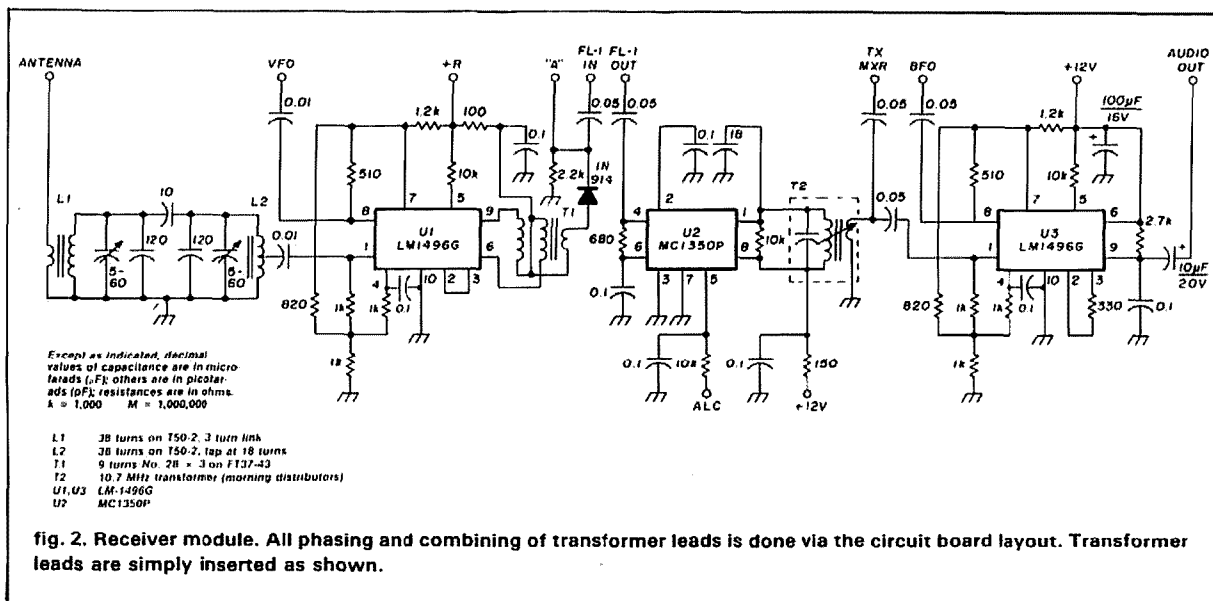 ANTENNA
VFO
+R
"A"
FL-1 IN
FL-1 OUT
TX MXR
BFO
+12V
AUDIO OUT
0.01
1.2k
100
0.05
0.05
0.05
0.05
1.2k
100µF
16V
+
0.1
0.1
18
510
10k
2.2k
1N
914
510
10k
L1
10
L2
T2
0.05
120
120
5-
60
5-
60
0.01
8
7
5
9
1
6
U1
LM1496G
4
10
2
3
T1
2
4
6
1
8
U2
MC1350P
3
7
5
680
10k
8
7
5
6
1
9
U3
LM1496G
4
10
2
3
2.7k
+
10µF
20V
820
1k
1k
0.1
1k
0.1
0.1
10k
ALC
0.1
150
+12V
820
1k
1k
0.1
330
0.1
1k
Except as indicated, decimal
values of capacitance are in micro-
farads (µF); others are in picofar-
ads (pF); resistances are in ohms.
k = 1,000 M = 1,000,000
L1 38 turns on T50-2, 3 turn link
L2 38 turns on T50-2, tap at 18 turns
T1 9 turns No. 28 × 3 on FT37-43
T2 10.7 MHz transformer (morning distributors)
U1,U3 LM-1496G
U2 MC1350P
fig. 2. Receiver module. All phasing and combining of transformer leads is done via the circuit board layout. Transformer
leads are simply inserted as shown.